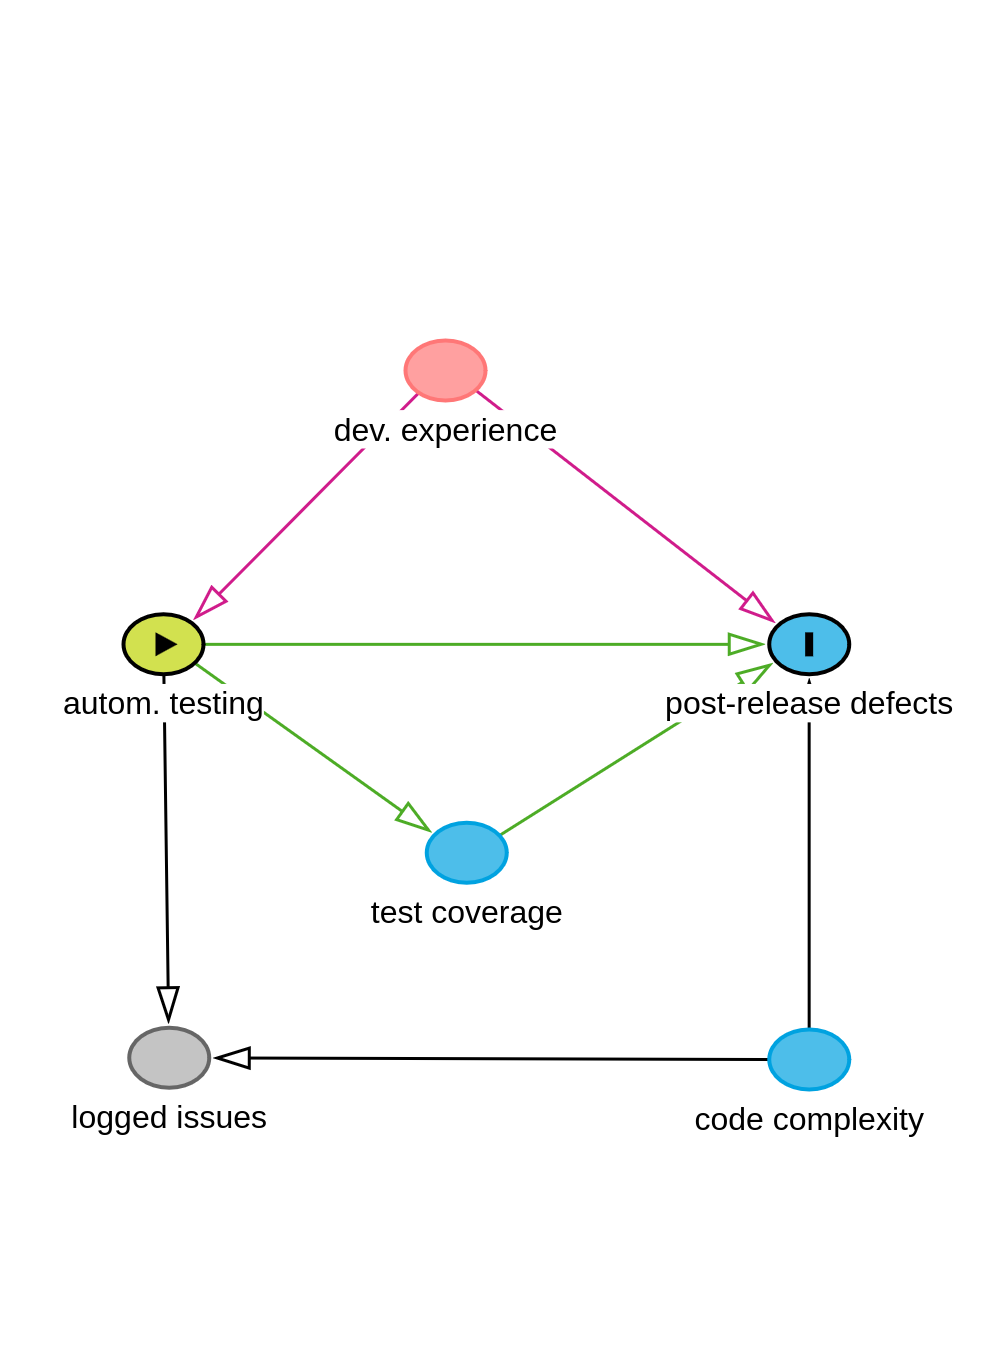 dev. experience
autom. testing
post-release defects
test coverage
logged issues
code complexity